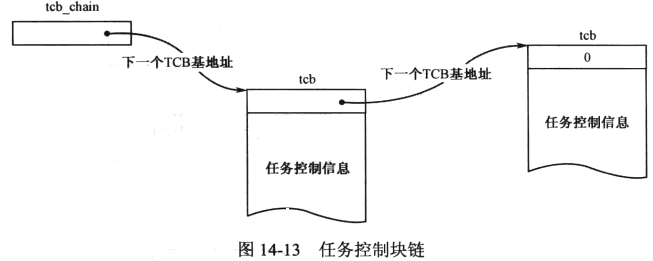 tcb_chain
下一个TCB基地址
tcb
任务控制信息
下一个TCB基地址
tcb
0
任务控制信息
图 14-13 任务控制块链